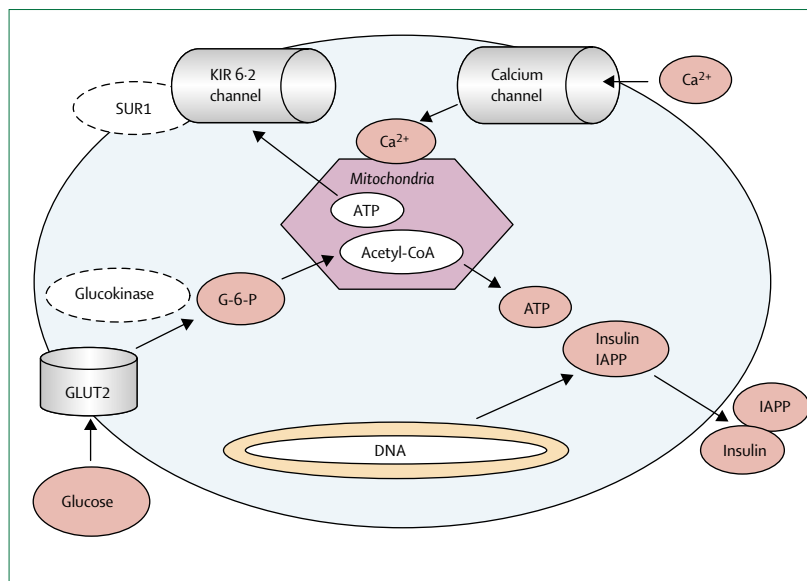 KIR 6·2
channel
Calcium
channel
Ca²⁺
SUR1
Ca²⁺
Mitochondria
ATP
Acetyl-CoA
Glucokinase
G-6-P
ATP
Insulin
IAPP
GLUT2
IAPP
DNA
Insulin
Glucose